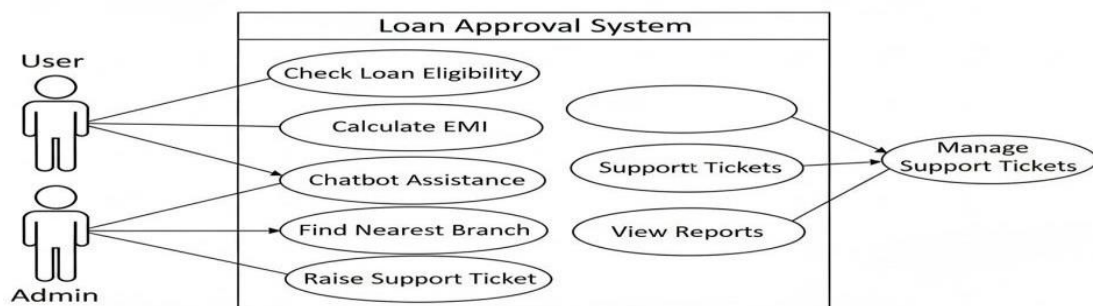 Loan Approval System
User
Check Loan Eligibility
Calculate EMI
Chatbot Assistance
Find Nearest Branch
Raise Support Ticket
Admin
Supportt Tickets
View Reports
Manage
Support Tickets